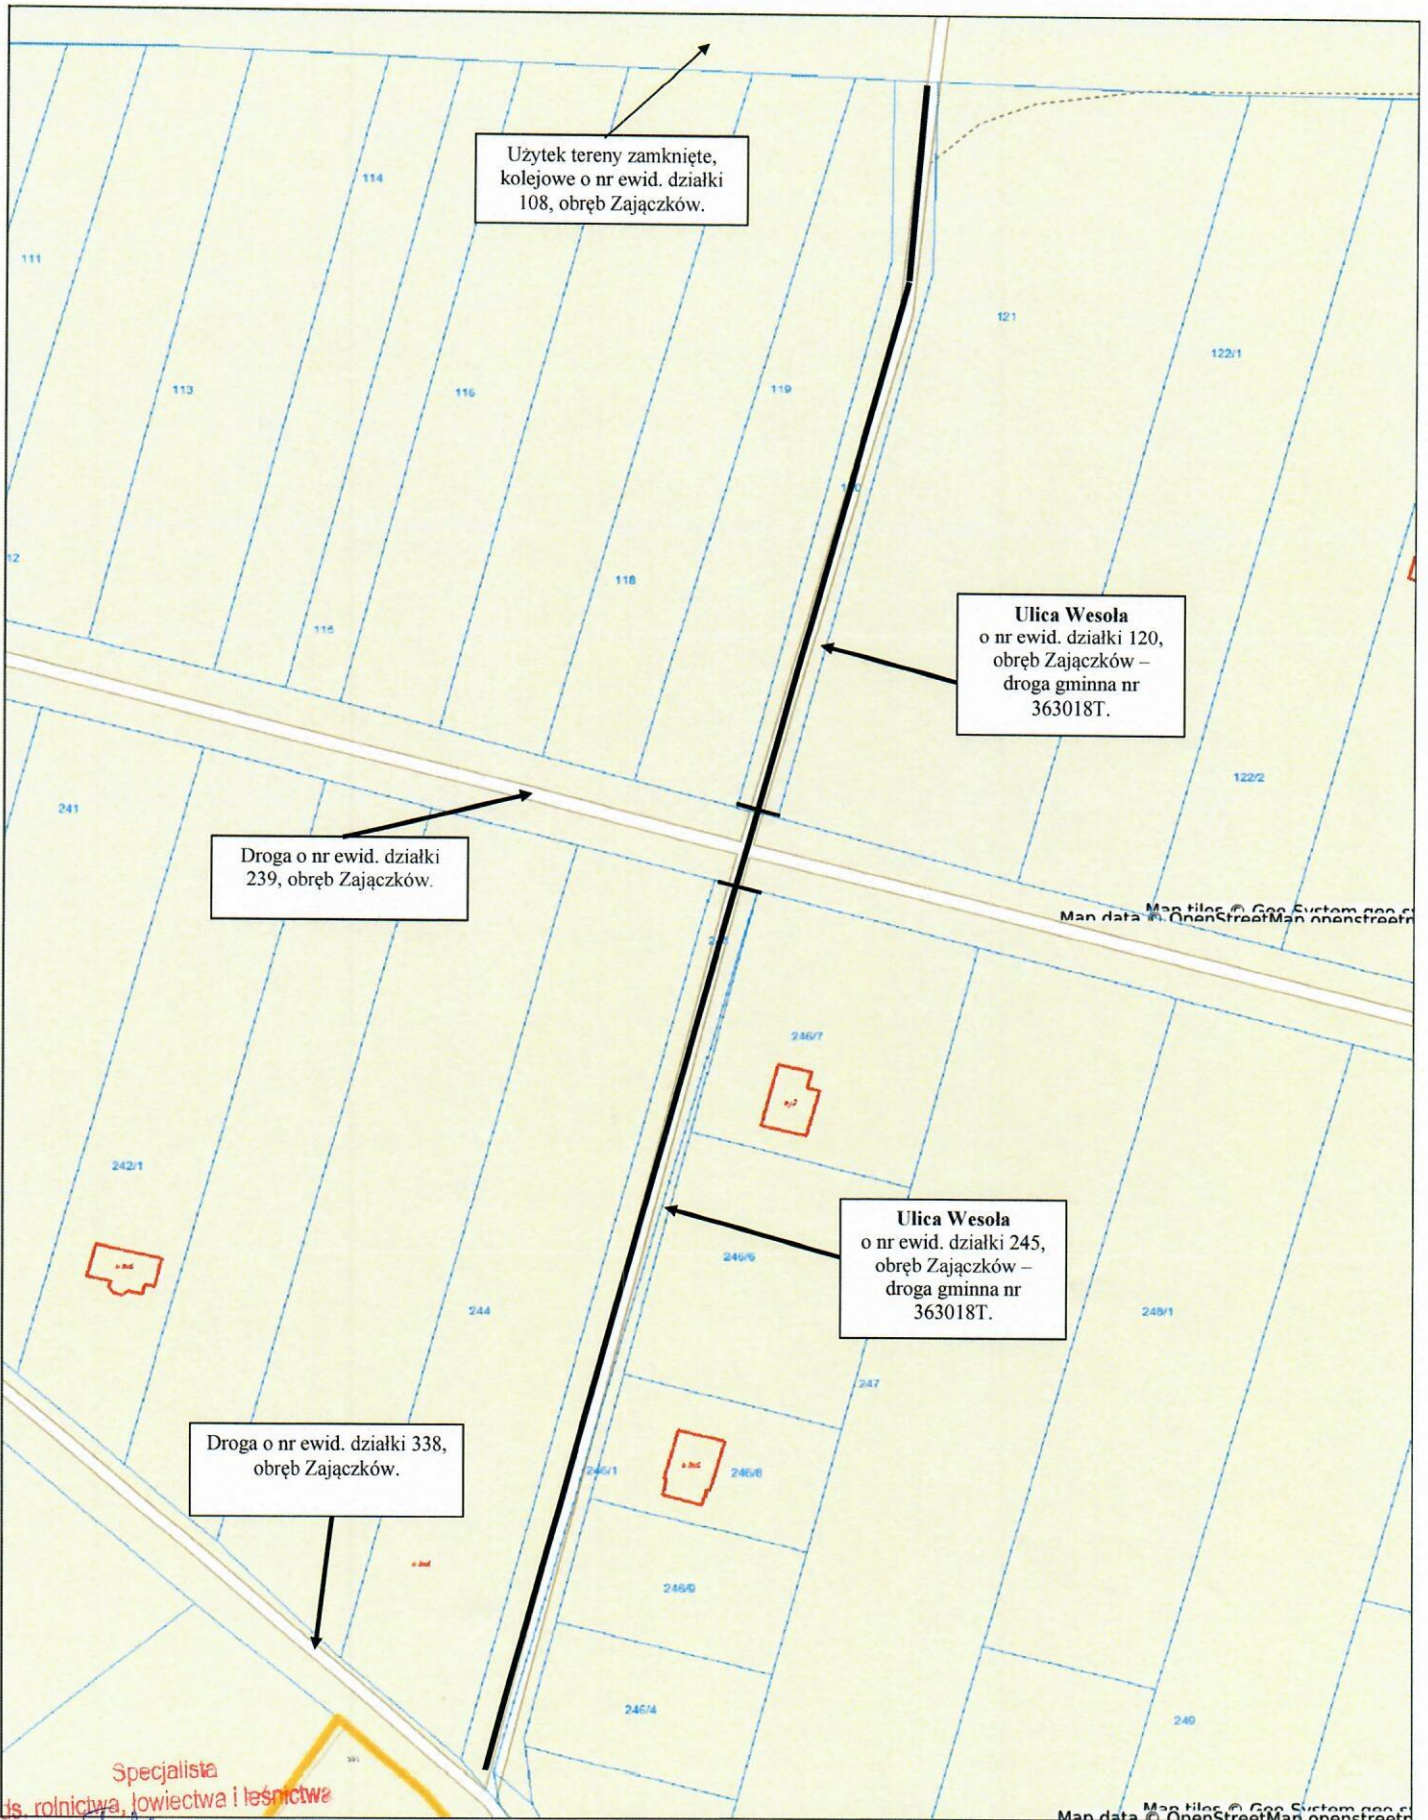 Użytek tereny zamknięte,
kolejowe o nr ewid. działki
108, obręb Zajączków.
114
111
121
122/1
113
116
119
12
118
115
Ulica Wesoła
o nr ewid. działki 120,
obręb Zajączków –
droga gminna nr
363018T.
122/2
241
Droga o nr ewid. działki
239, obręb Zajączków.
Map tiles © Geo-System
Map data © OpenStreetMap
246/7
242/1
Ulica Wesoła
o nr ewid. działki 245,
obręb Zajączków –
droga gminna nr
363018T.
246/6
244
248/1
247
Droga o nr ewid. działki 338,
obręb Zajączków.
246/1
246/8
246/9
246/4
249
Specjalista
ds. rolnictwa, łowiectwa i leśnictwa
Map tiles © Geo-System
Map data © OpenStreetMap